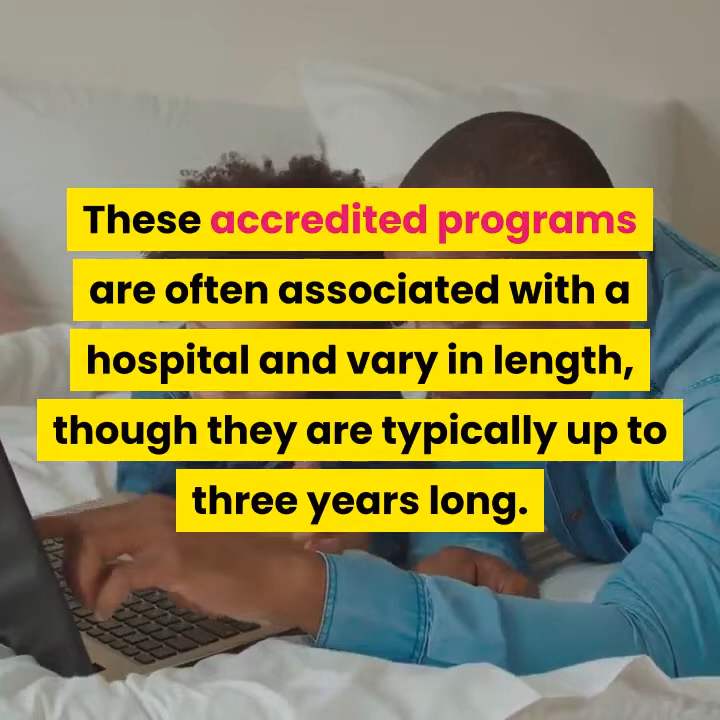 These accredited programs
are often associated with a
hospital and vary in length,
though they are typically up to
three years long.